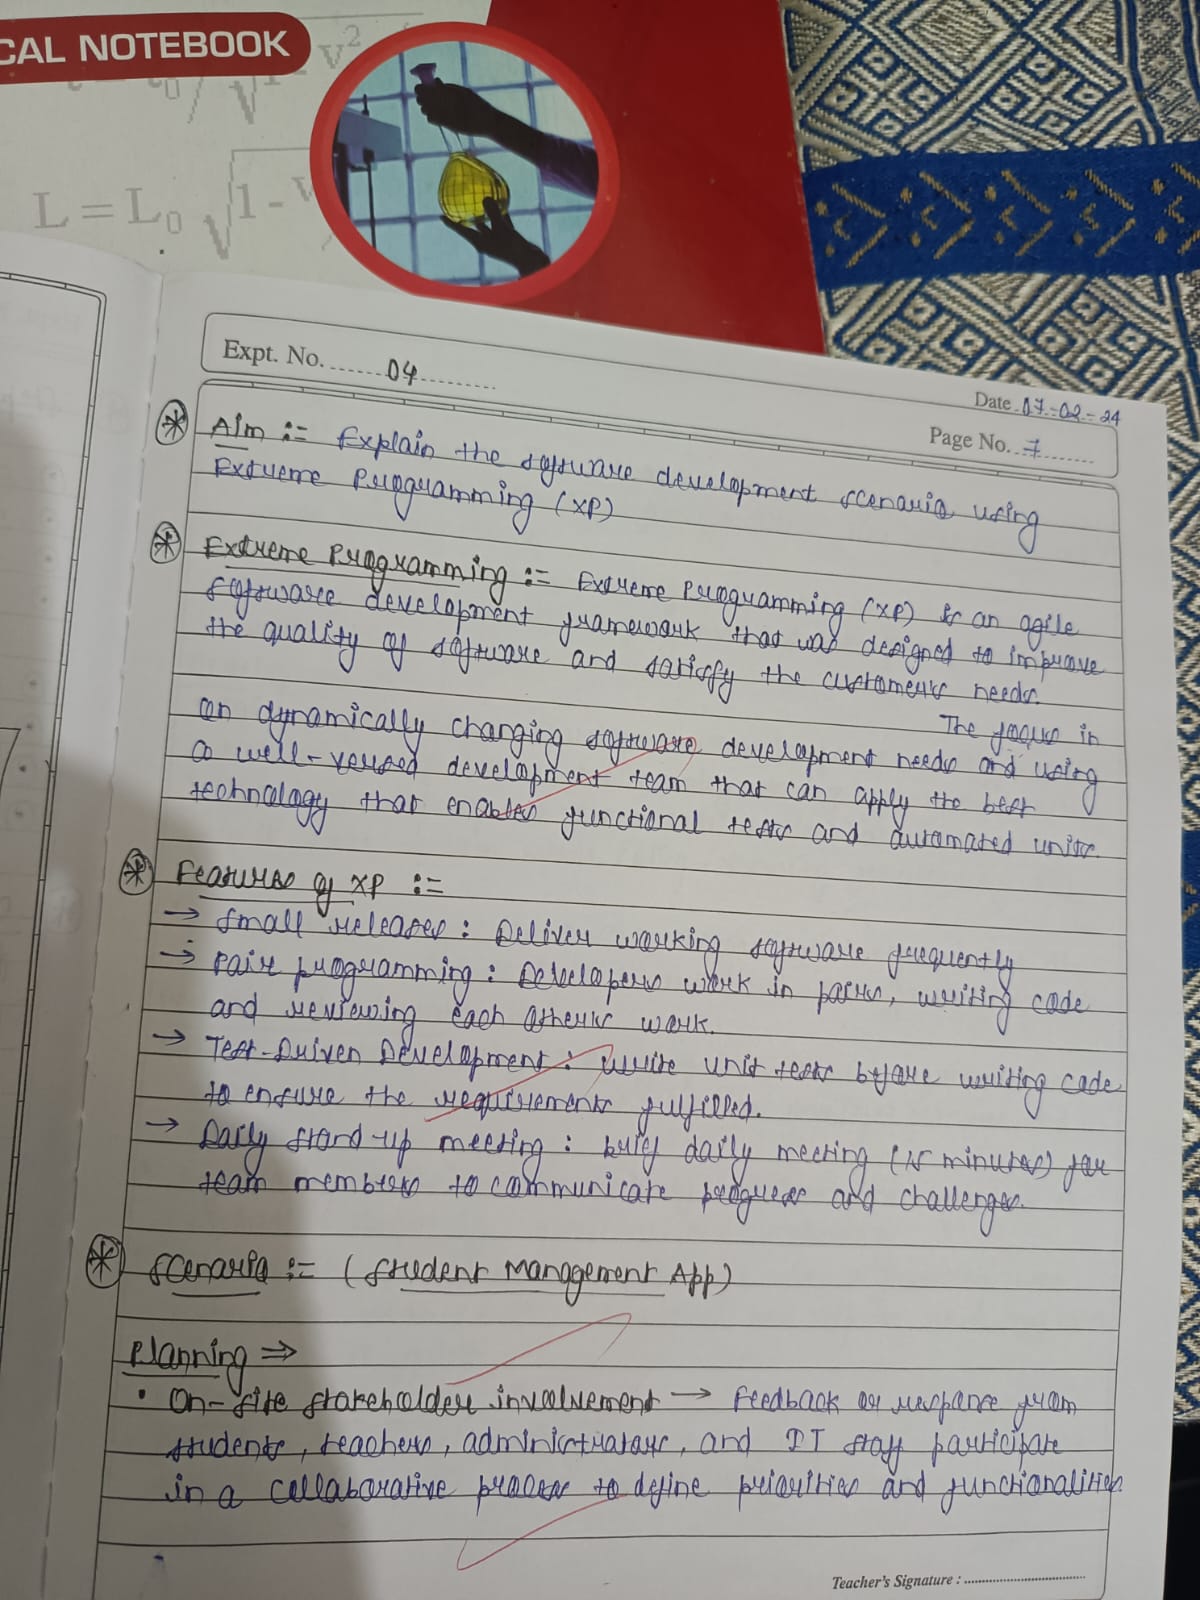 CAL NOTEBOOK
L = L0 √1 - v
Expt. No. 04
Date 07-02-24
Page No. 7
Aim := Explain the software development scenario using
Extreme Programming (XP)
Extreme Programming := Extreme Programming (XP) is an agile
software development framework that was designed to improve
the quality of software and satisfy the customers needs.
The focus in
on dynamically changing software development needs and using
a well-versed development team that can apply the best
technology that enables functional tests and automated units.
Features of XP :=
→ Small releases : Deliver working software frequently
→ Pair programming : Developers work in pairs, writing code
and reviewing each others work.
→ Test-Driven Development : Write unit tests before writing code
to ensure the requirements fulfilled.
→ Daily stand-up meeting : brief daily meeting (15 minutes) for
team members to communicate progress and challenges.
Scenario := (Student Management App)
Planning ⇒
• On-site stakeholder involvement → Feedback or response from
students, teachers, administrators, and IT staff participate
in a collaborative process to define priorities and functionalities.
Teacher's Signature :